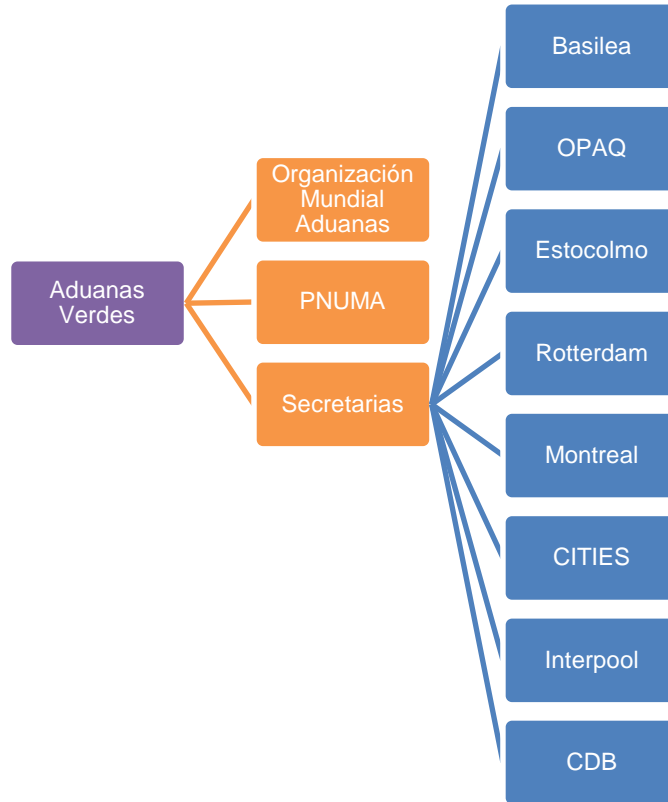 Aduanas
Verdes
Organización
Mundial
Aduanas
PNUMA
Secretarias
Basilea
OPAQ
Estocolmo
Rotterdam
Montreal
CITIES
Interpool
CDB